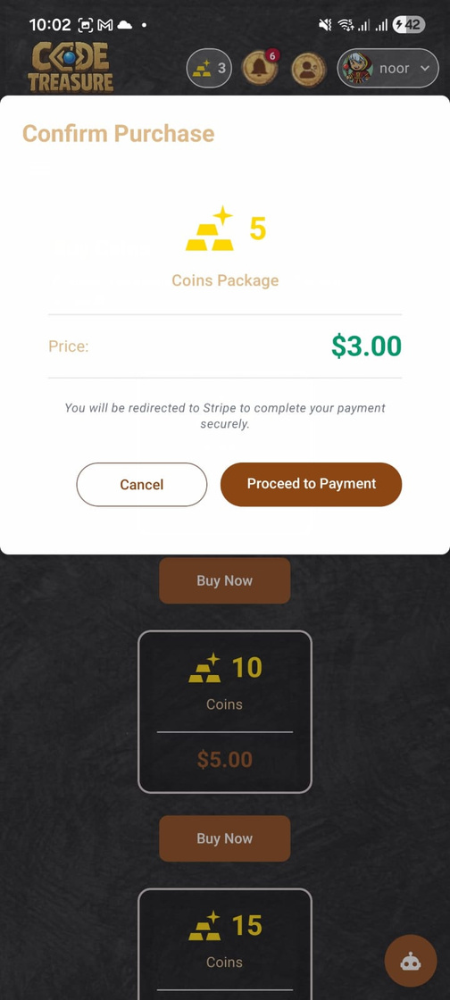 10:02
42
CODE
TREASURE
3
6
noor
Confirm Purchase
5
Coins Package
Price:
$3.00
You will be redirected to Stripe to complete your payment
securely.
Cancel
Proceed to Payment
Buy Now
10
Coins
$5.00
Buy Now
15
Coins